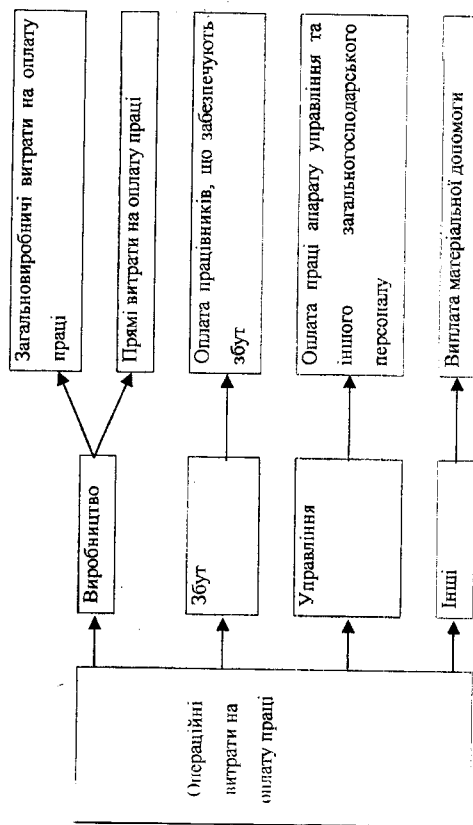 Операційні
витрати на
оплату праці
Виробництво
Збут
Управління
Інші
Загальновиробничі витрати на оплату
праці
Прямі витрати на оплату праці
Оплата працівників, що забезпечують
збут
Оплата праці апарату управління та
іншого загальногосподарського
персоналу
Виплата матеріальної допомоги